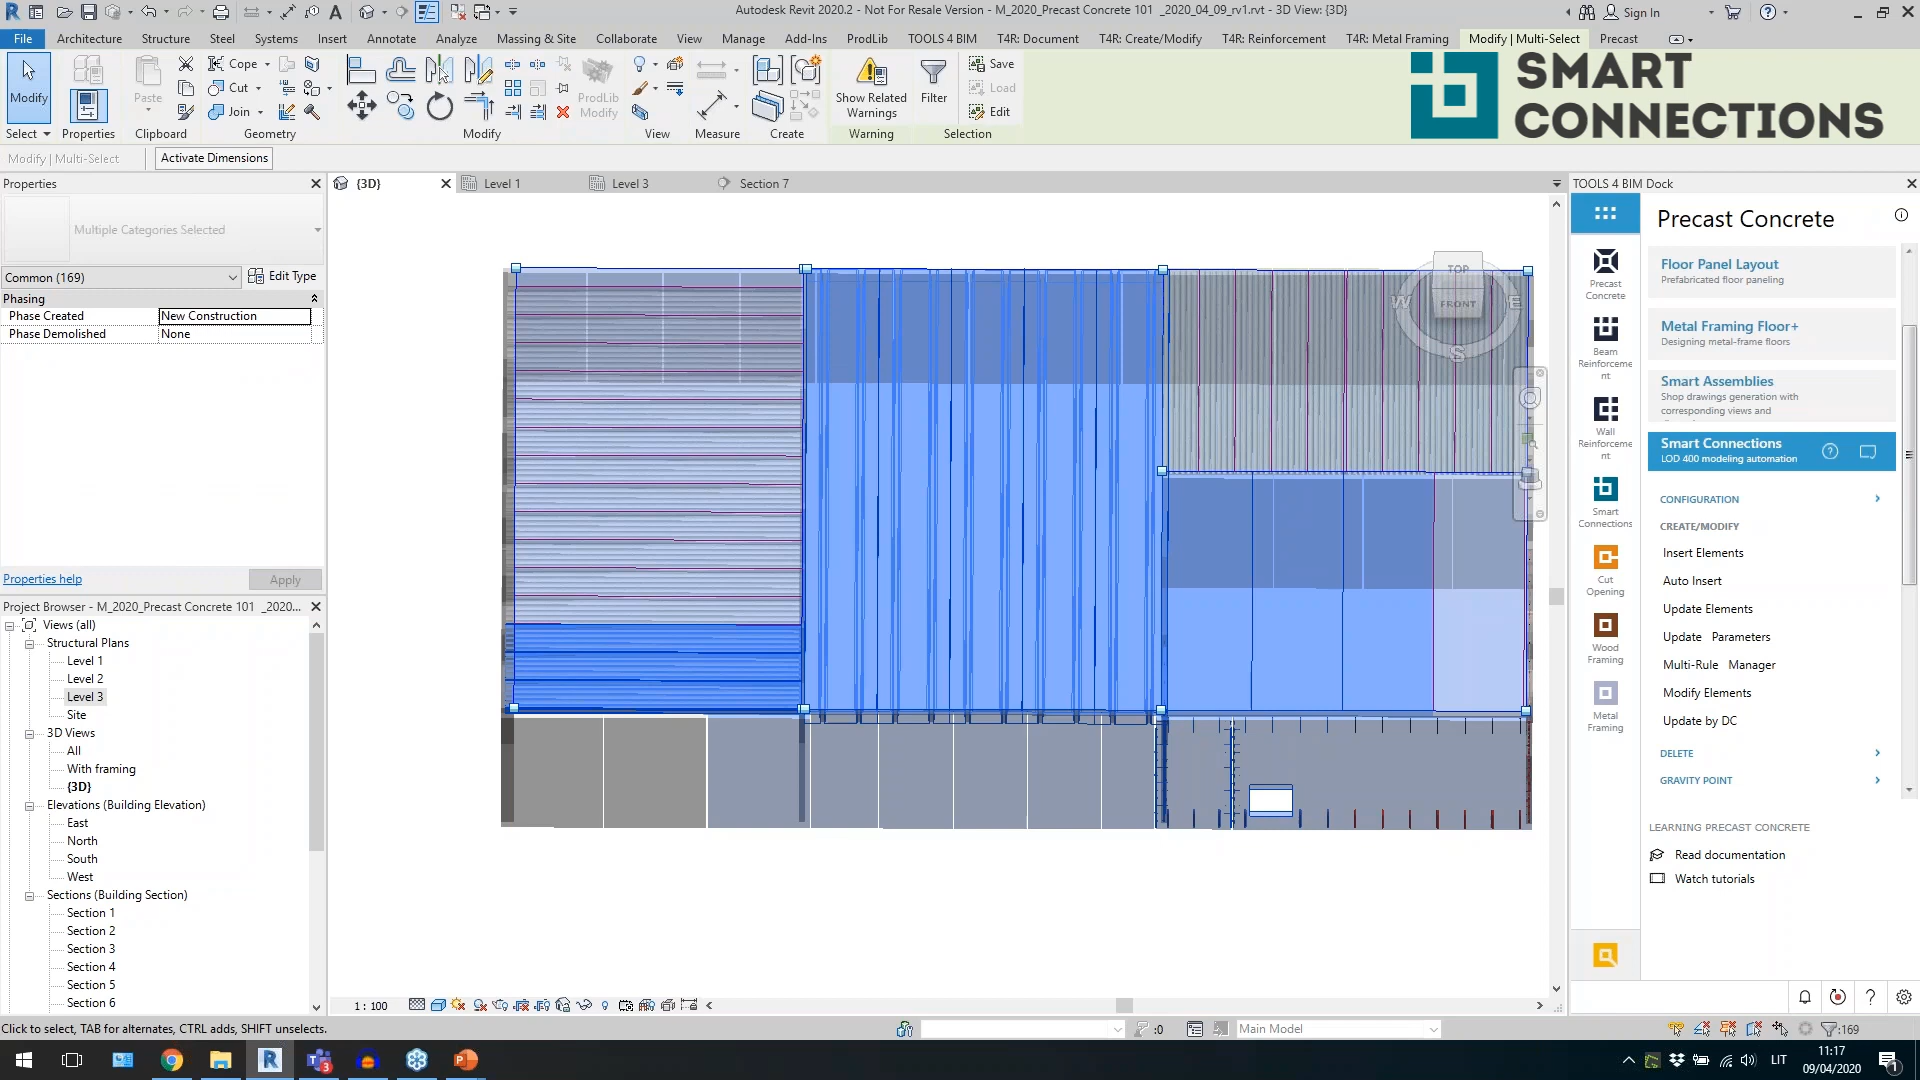 Autodesk Revit 2020.2 - Not For Resale Version - M_2020_Precast Concrete 101 _2020_04_09_rv1.rvt - 3D View: {3D}
Sign In
File Architecture Structure Steel Systems Insert Annotate Analyze Massing & Site Collaborate View Manage Add-Ins ProdLib TOOLS 4 BIM T4R: Document T4R: Create/Modify T4R: Reinforcement T4R: Metal Framing Modify | Multi-Select Precast
Modify
Select
Properties
Paste
Clipboard
Cope
Cut
Join
Geometry
Modify
ProdLib
Modify
View
Measure
Create
Show Related
Warnings
Warning
Filter
Save
Load
Edit
Selection
SMART
CONNECTIONS
Modify | Multi-Select
Activate Dimensions
Properties
Multiple Categories Selected
Common (169)
Edit Type
Phasing
Phase Created New Construction
Phase Demolished None
Properties help
Apply
Project Browser - M_2020_Precast Concrete 101 _2020...
Views (all)
Structural Plans
Level 1
Level 2
Level 3
Site
3D Views
All
With framing
{3D}
Elevations (Building Elevation)
East
North
South
West
Sections (Building Section)
Section 1
Section 2
Section 3
Section 4
Section 5
Section 6
{3D}
Level 1
Level 3
Section 7
TOP
FRONT
W
E
S
1 : 100
TOOLS 4 BIM Dock
Precast
Concrete
Beam
Reinforceme
nt
Wall
Reinforceme
nt
Smart
Connections
Cut
Opening
Wood
Framing
Metal
Framing
Precast Concrete
Floor Panel Layout
Prefabricated floor paneling
Metal Framing Floor+
Designing metal-frame floors
Smart Assemblies
Shop drawings generation with
corresponding views and
Smart Connections
LOD 400 modeling automation
CONFIGURATION
CREATE/MODIFY
Insert Elements
Auto Insert
Update Elements
Update Parameters
Multi-Rule Manager
Modify Elements
Update by DC
DELETE
GRAVITY POINT
LEARNING PRECAST CONCRETE
Read documentation
Watch tutorials
Click to select, TAB for alternates, CTRL adds, SHIFT unselects.
:0
Main Model
:169
3
LIT
11:17
09/04/2020
1